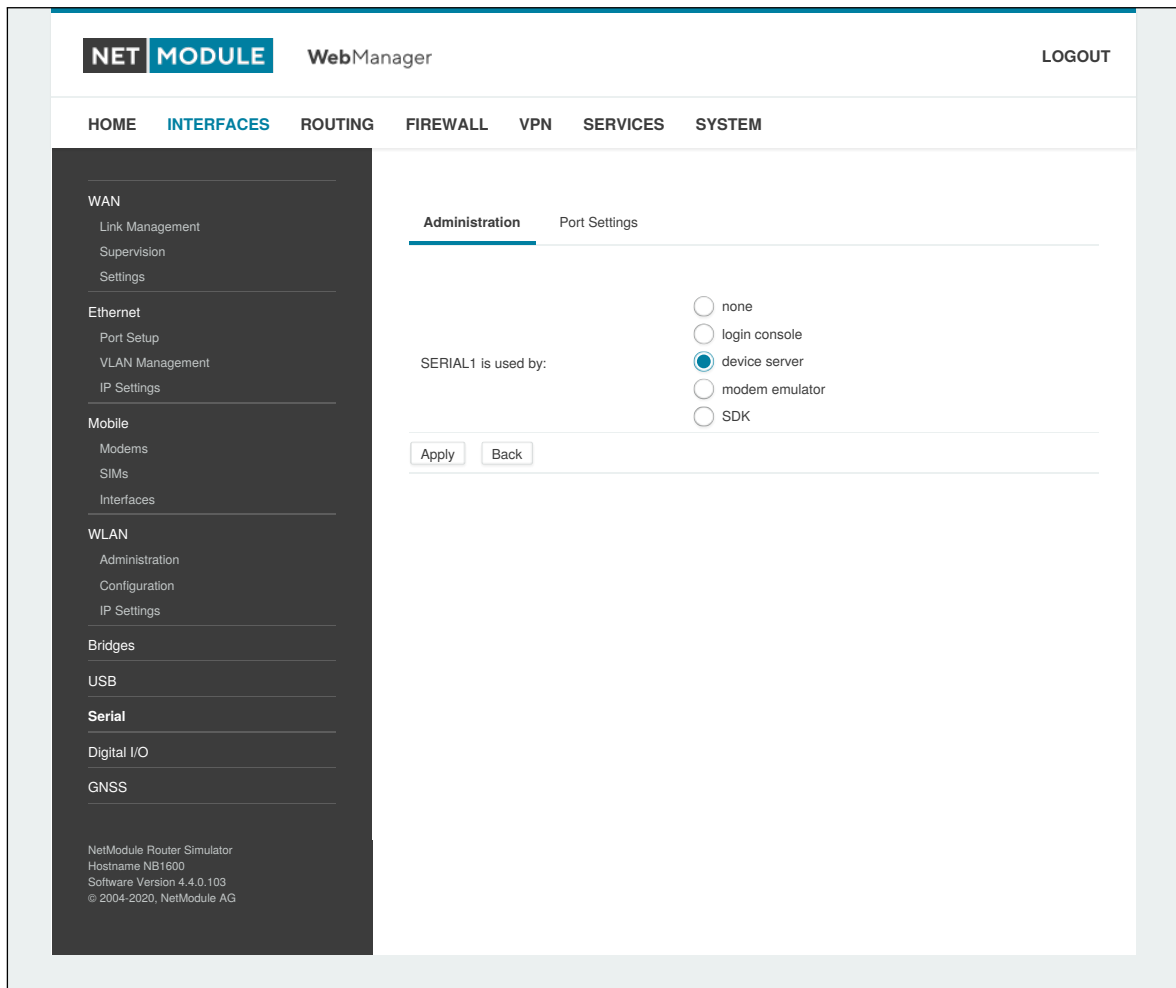 NET MODULE WebManager LOGOUT
HOME INTERFACES ROUTING FIREWALL VPN SERVICES SYSTEM
WAN
Link Management
Supervision
Settings
Ethernet
Port Setup
VLAN Management
IP Settings
Mobile
Modems
SIMs
Interfaces
WLAN
Administration
Configuration
IP Settings
Bridges
USB
Serial
Digital I/O
GNSS
NetModule Router Simulator
Hostname NB1600
Software Version 4.4.0.103
© 2004-2020, NetModule AG
Administration Port Settings
SERIAL1 is used by:
none
login console
device server
modem emulator
SDK
Apply Back